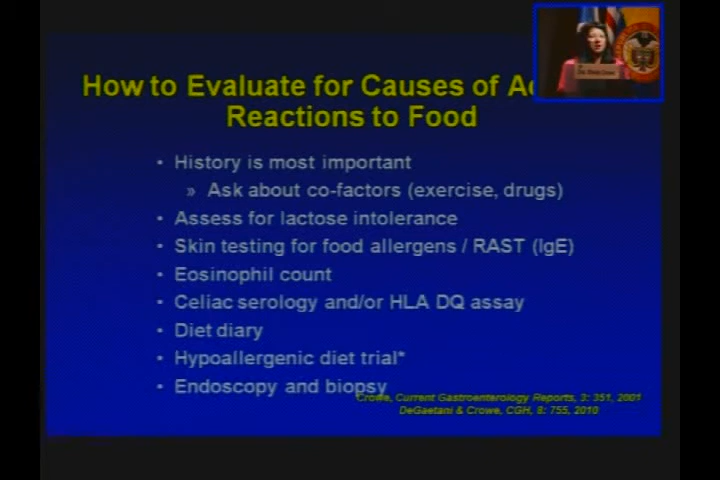 How to Evaluate for Causes of
Reactions to Food
• History is most important
» Ask about co-factors (exercise, drugs)
• Assess for lactose intolerance
• Skin testing for food allergens / RAST (IgE)
• Eosinophil count
• Celiac serology and/or HLA DQ assay
• Diet diary
• Hypoallergenic diet trial*
• Endoscopy and biopsy
Crowe, Current Gastroenterology Reports, 3: 351, 2001
DeGaetani & Crowe, CGH, 8: 755, 2010